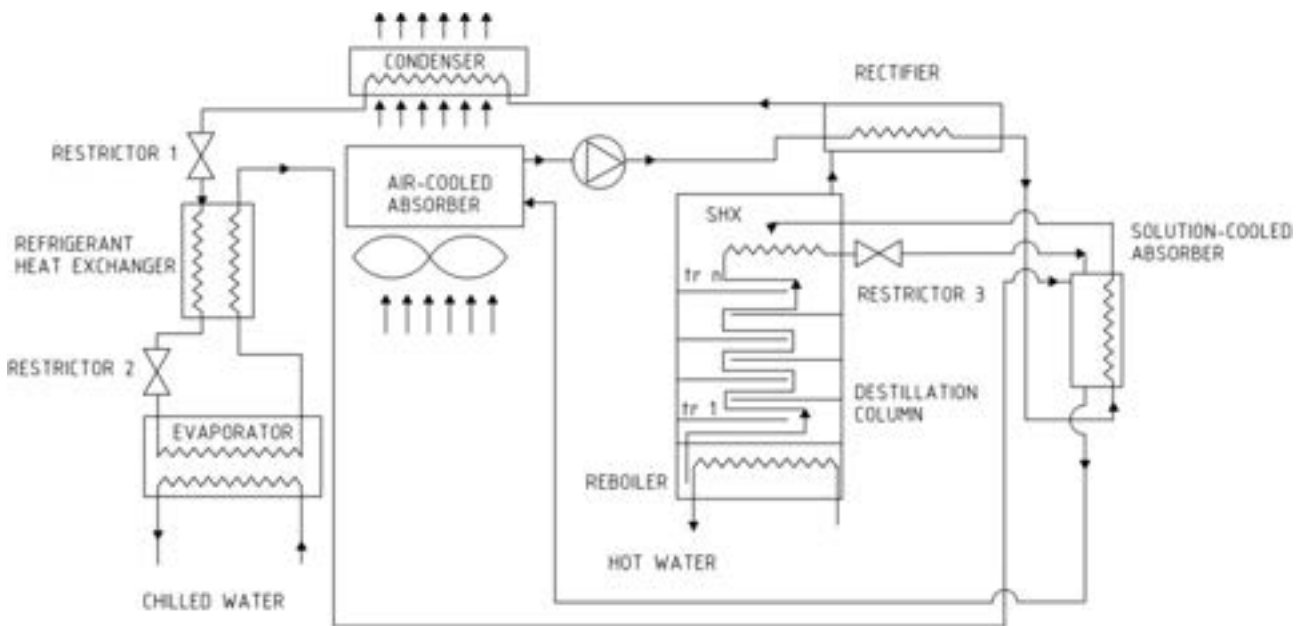 CONDENSER
RECTIFIER
RESTRICTOR 1
AIR-COOLED
ABSORBER
SHX
SOLUTION-COOLED
ABSORBER
REFRIGERANT
HEAT EXCHANGER
tr n
RESTRICTOR 3
RESTRICTOR 2
DESTILLATION
COLUMN
tr 1
EVAPORATOR
REBOILER
HOT WATER
CHILLED WATER